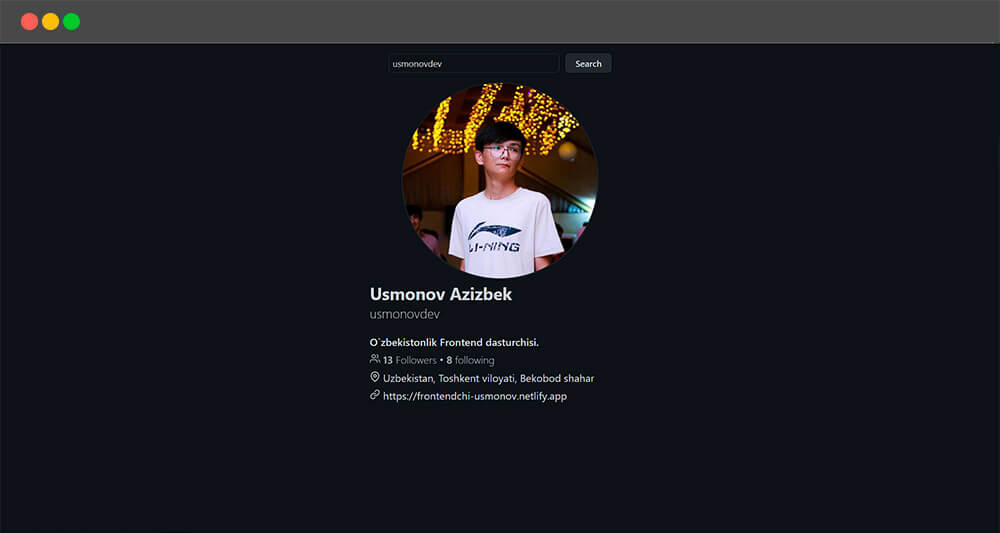 usmonovdev Search
LI-NING
Usmonov Azizbek
usmonovdev
O`zbekistonlik Frontend dasturchisi.
13 Followers • 8 following
Uzbekistan, Toshkent viloyati, Bekobod shahar
https://frontendchi-usmonov.netlify.app